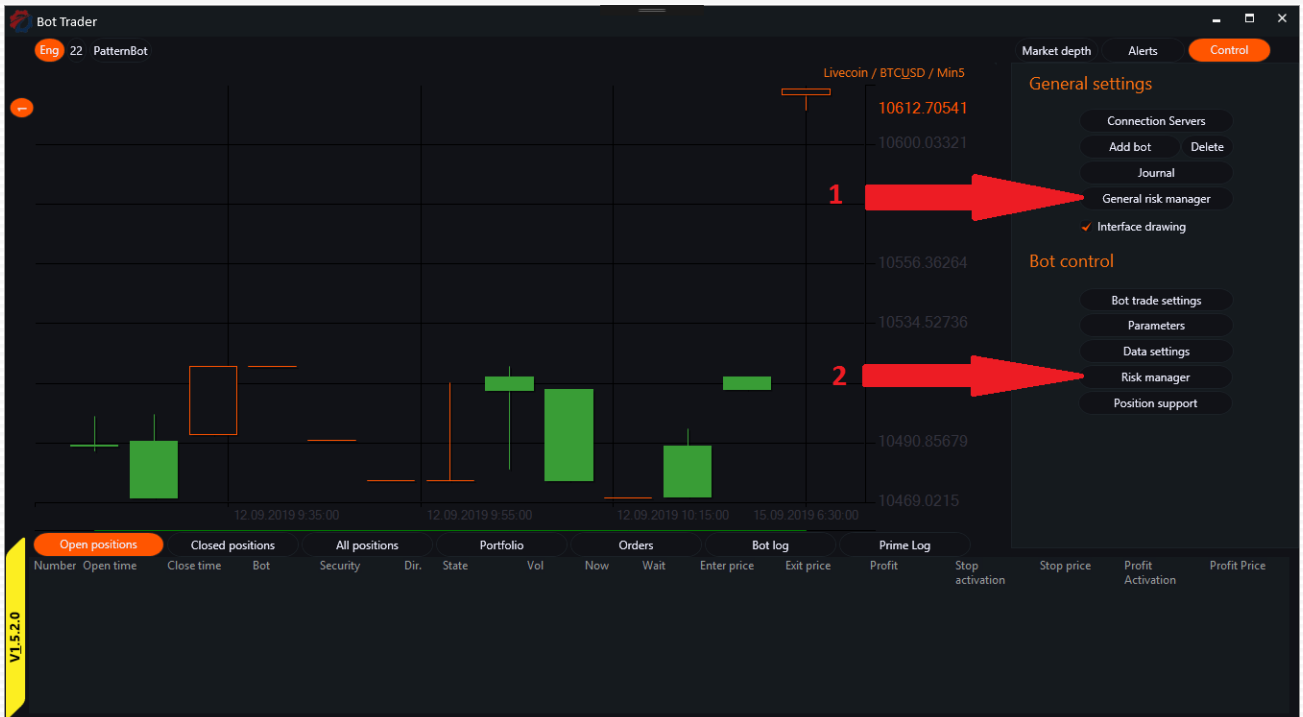 Bot Trader
Eng 22 PatternBot
Market depth Alerts Control
Livecoin / BTCUSD / Min5
General settings
10612.70541
Connection Servers
10600.03321
Add bot Delete
Journal
1
General risk manager
Interface drawing
10556.36264
Bot control
Bot trade settings
10534.52736
Parameters
Data settings
2
Risk manager
Position support
10490.85679
10469.0215
12.09.2019 9:35:00 12.09.2019 9:55:00 12.09.2019 10:15:00 15.09.2019 6:30:00
Open positions Closed positions All positions Portfolio Orders Bot log Prime Log
Number Open time Close time Bot Security Dir. State Vol Now Wait Enter price Exit price Profit Stop activation Stop price Profit Activation Profit Price
V1.5.2.0